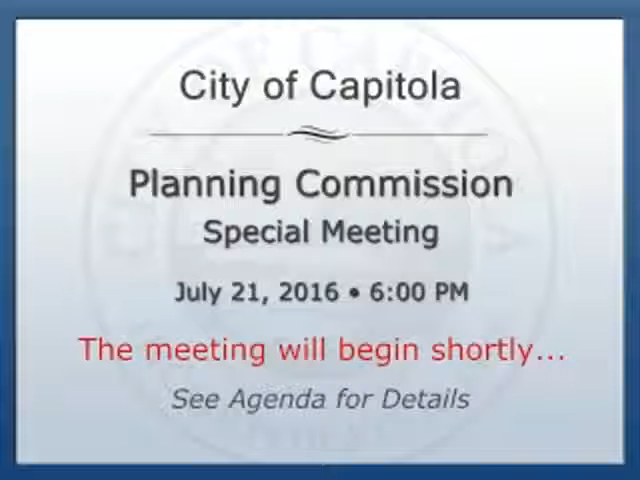 City of Capitola
Planning Commission
Special Meeting
July 21, 2016 • 6:00 PM
The meeting will begin shortly...
See Agenda for Details